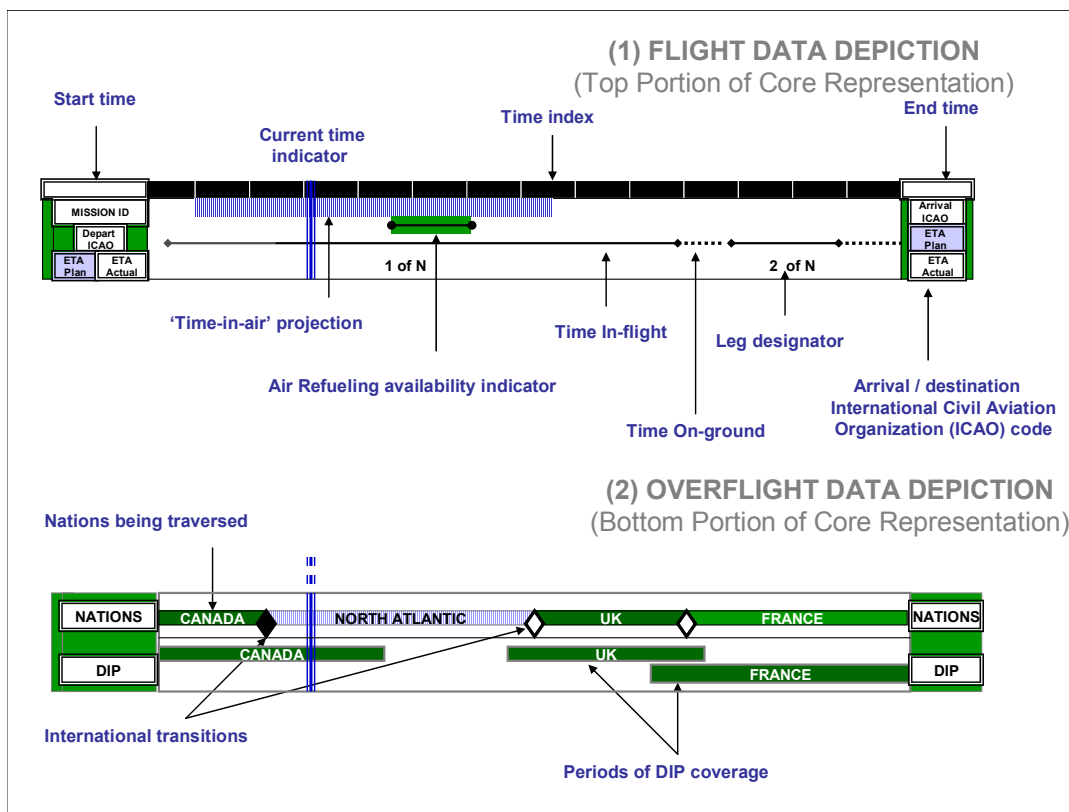 (1) FLIGHT DATA DEPICTION
(Top Portion of Core Representation)
Start time
End time
Time index
Current time
indicator
MISSION ID
Depart
ICAO
ETA
Plan
ETA
Actual
Arrival
ICAO
ETA
Plan
ETA
Actual
1 of N
2 of N
‘Time-in-air’ projection
Time In-flight
Leg designator
Air Refueling availability indicator
Time On-ground
Arrival / destination
International Civil Aviation
Organization (ICAO) code
(2) OVERFLIGHT DATA DEPICTION
(Bottom Portion of Core Representation)
Nations being traversed
NATIONS
CANADA
NORTH ATLANTIC
UK
FRANCE
NATIONS
DIP
CANADA
UK
FRANCE
DIP
International transitions
Periods of DIP coverage